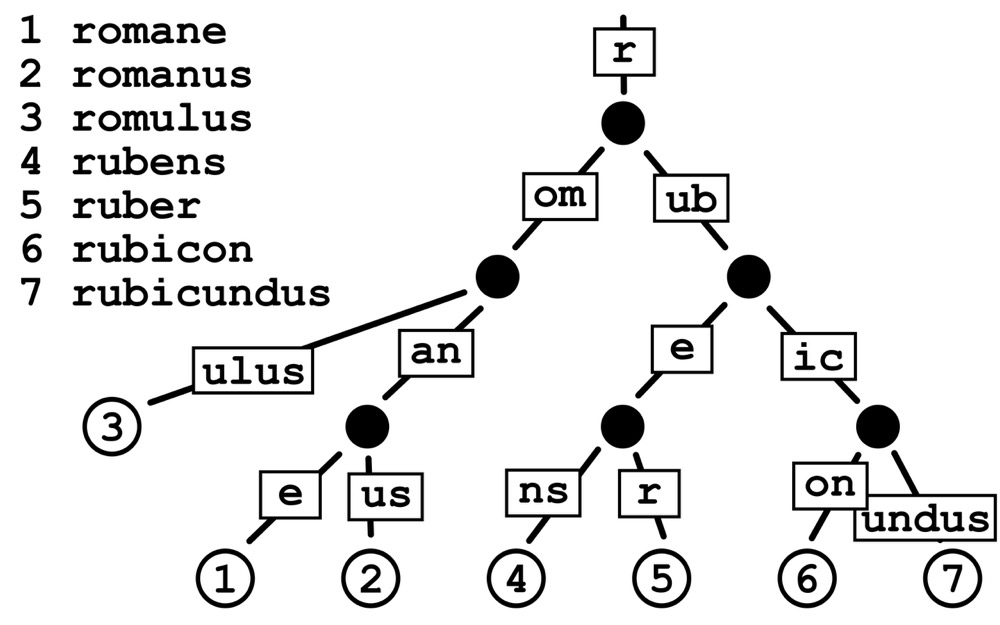 1 romane
2 romanus
3 romulus
4 rubens
5 ruber
6 rubicon
7 rubicundus
r
om
ub
ulus
an
e
ic
3
e
us
ns
r
on
undus
1
2
4
5
6
7